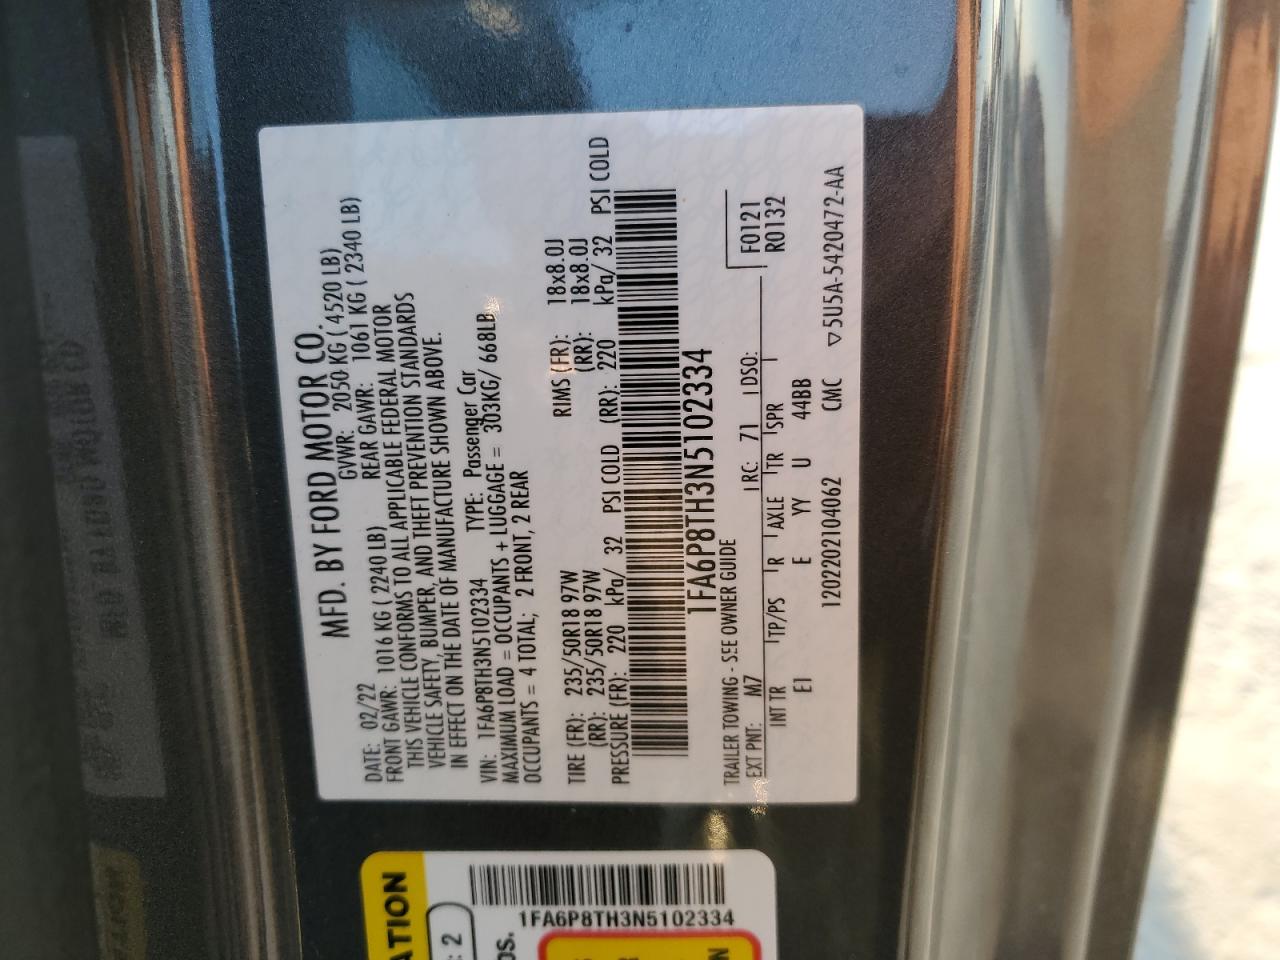 MFD. BY FORD MOTOR CO.
DATE: 02/22 GVWR: 2050 KG ( 4520 LB)
FRONT GAWR: 1016 KG ( 2240 LB) REAR GAWR: 1061 KG ( 2340 LB)
THIS VEHICLE CONFORMS TO ALL APPLICABLE FEDERAL MOTOR
VEHICLE SAFETY, BUMPER, AND THEFT PREVENTION STANDARDS
IN EFFECT ON THE DATE OF MANUFACTURE SHOWN ABOVE.
VIN: 1FA6P8TH3N5102334 TYPE: Passenger Car
MAXIMUM LOAD = OCCUPANTS + LUGGAGE = 303KG/ 668LB
OCCUPANTS = 4 TOTAL; 2 FRONT, 2 REAR
TIRE (FR): 235/50R18 97W RIMS (FR): 18x8.0J
(RR): 235/50R18 97W (RR): 18x8.0J
PRESSURE (FR): 220 kPa/ 32 PSI COLD (RR): 220 kPa/ 32 PSI COLD
1FA6P8TH3N5102334
TRAILER TOWING - SEE OWNER GUIDE F0121
EXT PNT: M7 RC: 71 DSO: R0132
INT TR TP/PS R AXLE TR SPR
EI E YY U 44BB
1202202104062 CMC ▽5U5A-5420472-AA
ATION
: 2
1FA6P8TH3N5102334
OS.